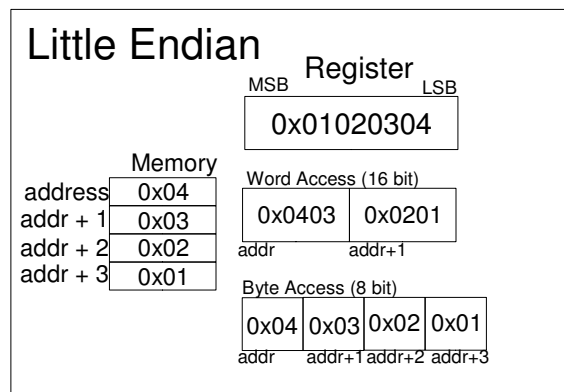 Little Endian
Register
MSB LSB
0x01020304
Memory
address 0x04
addr + 1 0x03
addr + 2 0x02
addr + 3 0x01
Word Access (16 bit)
0x0403 0x0201
addr addr+1
Byte Access (8 bit)
0x04 0x03 0x02 0x01
addr addr+1 addr+2 addr+3